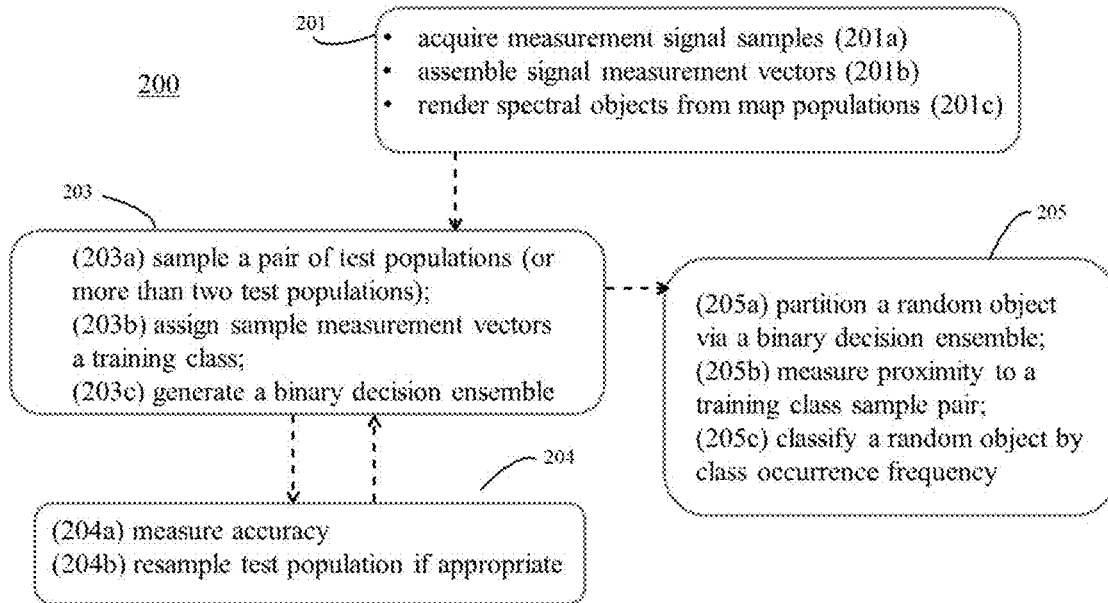 201
• acquire measurement signal samples (201a)
• assemble signal measurement vectors (201b)
• render spectral objects from map populations (201c)
200
203
(203a) sample a pair of test populations (or
more than two test populations);
(203b) assign sample measurement vectors
a training class;
(203c) generate a binary decision ensemble
205
(205a) partition a random object
via a binary decision ensemble;
(205b) measure proximity to a
training class sample pair;
(205c) classify a random object by
class occurrence frequency
204
(204a) measure accuracy
(204b) resample test population if appropriate